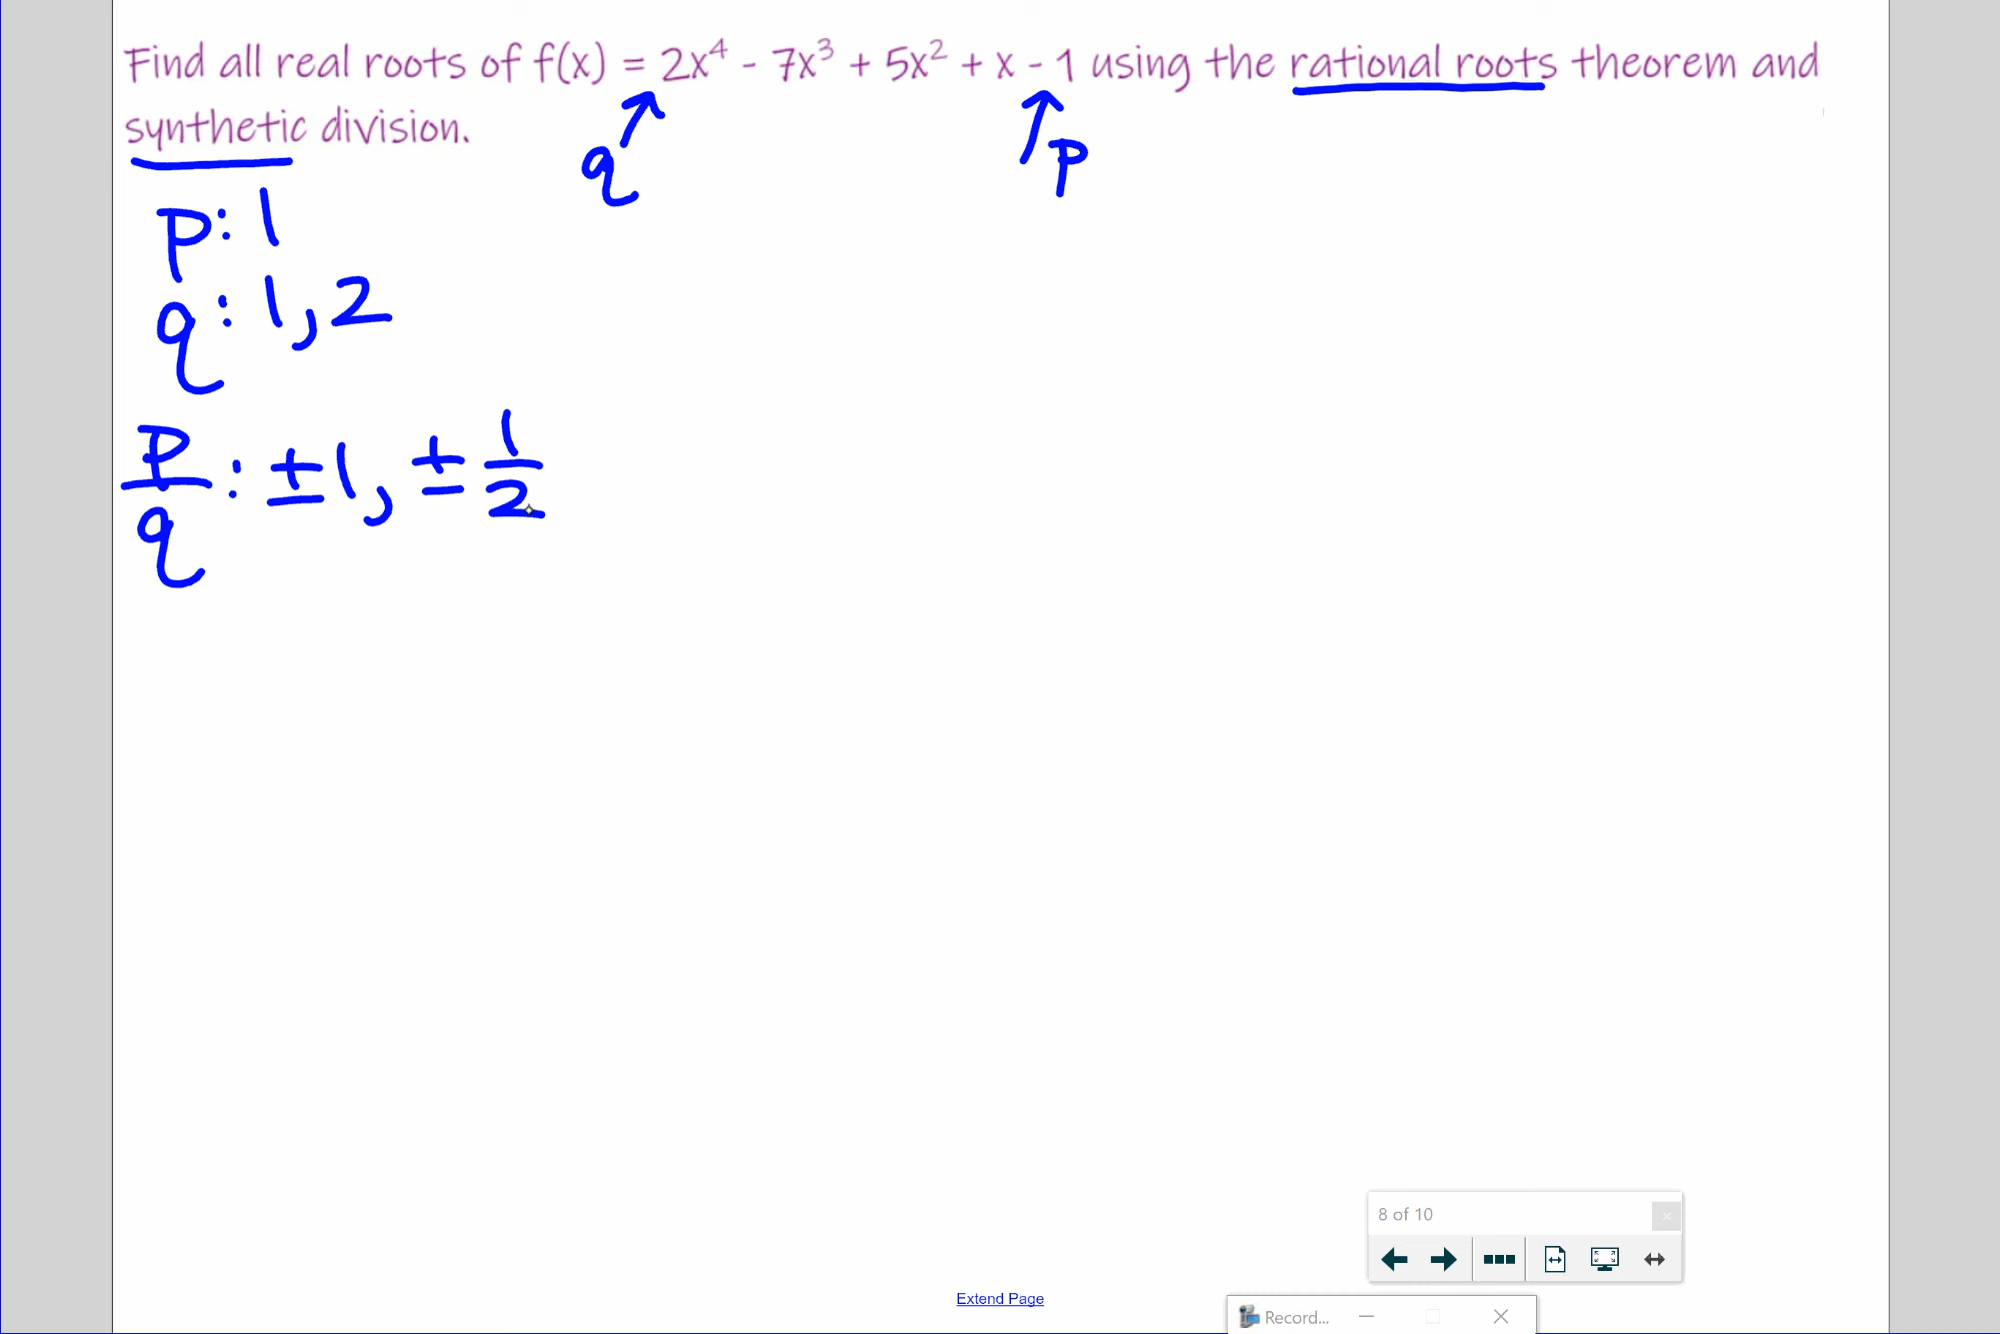 Find all real roots of f(x) = 2x⁴ - 7x³ + 5x² + x - 1 using the rational roots theorem and
synthetic division.
q
p
p: 1
q: 1, 2
p/q: ±1, ±1/2
8 of 10
Extend Page
Record...